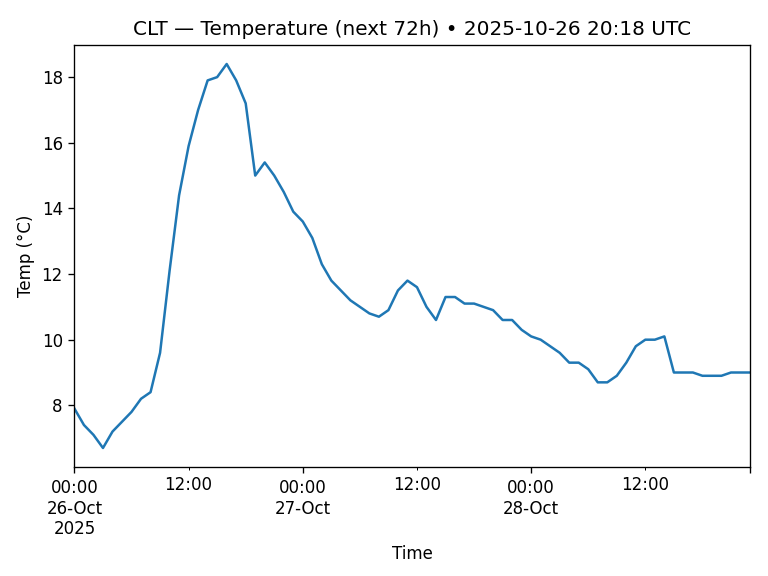 CLT — Temperature (next 72h) • 2025-10-26 20:18 UTC
Temp (°C)
18
16
14
12
10
8
00:00 12:00 00:00 12:00 00:00 12:00
26-Oct 27-Oct 28-Oct
2025
Time